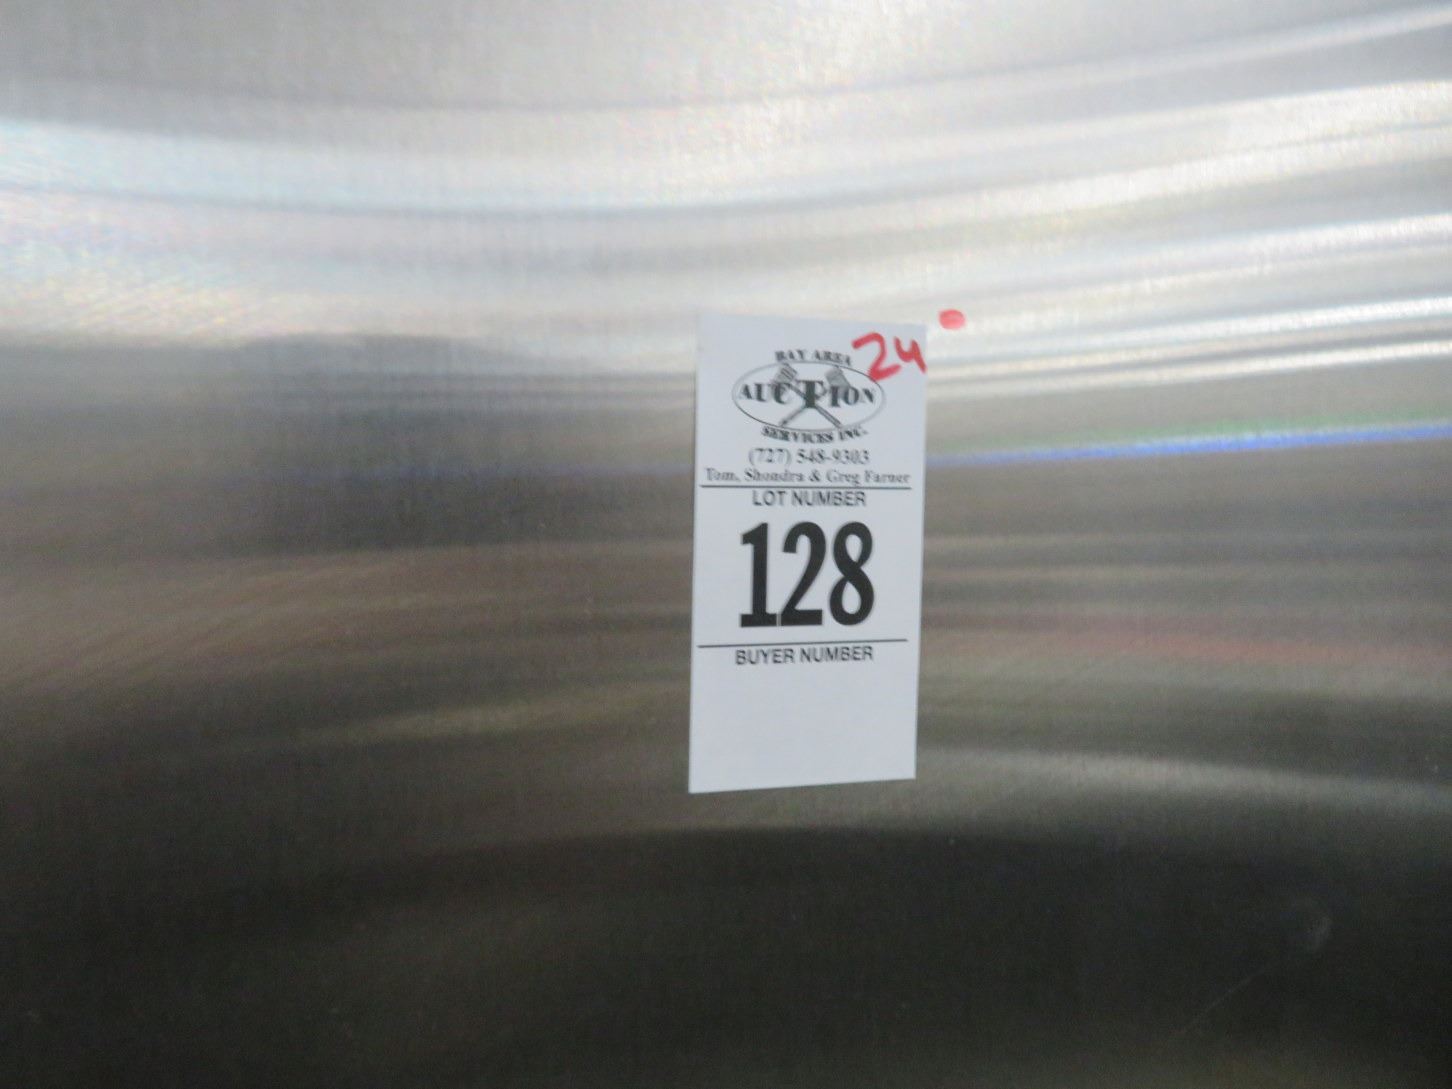 24
BAY AREA
AUCTION
SERVICES INC.
(727) 548-9303
Tom, Shondra & Greg Farner
LOT NUMBER
128
BUYER NUMBER